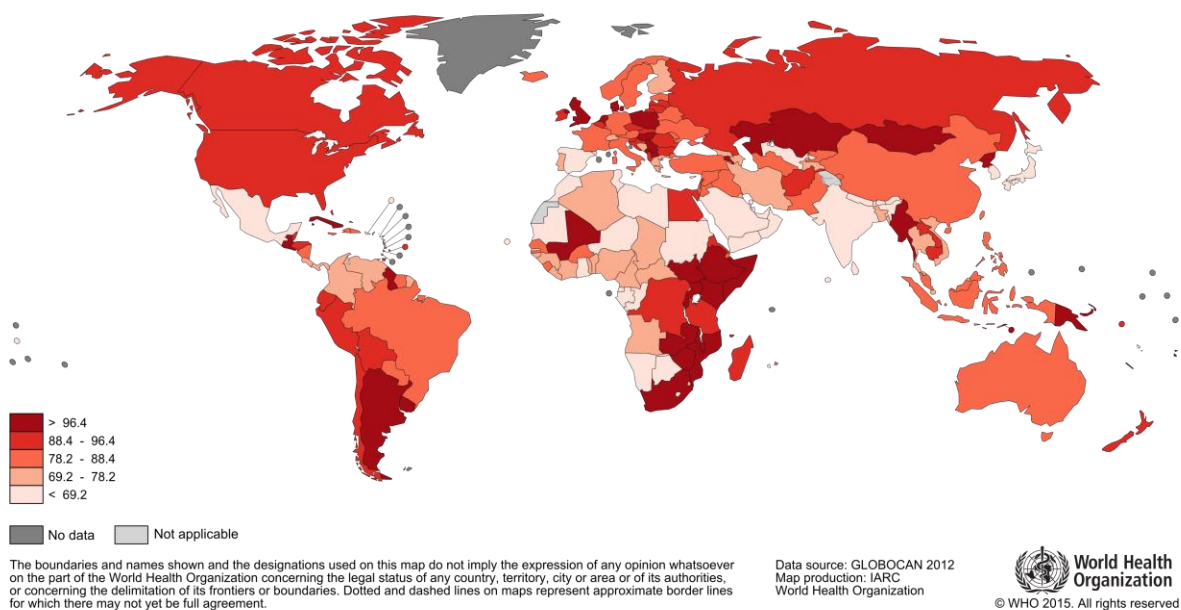 > 96.4
88.4 - 96.4
78.2 - 88.4
69.2 - 78.2
< 69.2
No data
Not applicable
The boundaries and names shown and the designations used on this map do not imply the expression of any opinion whatsoever
on the part of the World Health Organization concerning the legal status of any country, territory, city or area or of its authorities,
or concerning the delimitation of its frontiers or boundaries. Dotted and dashed lines on maps represent approximate border lines
for which there may not yet be full agreement.
Data source: GLOBOCAN 2012
Map production: IARC
World Health Organization
World Health
Organization
© WHO 2015. All rights reserved